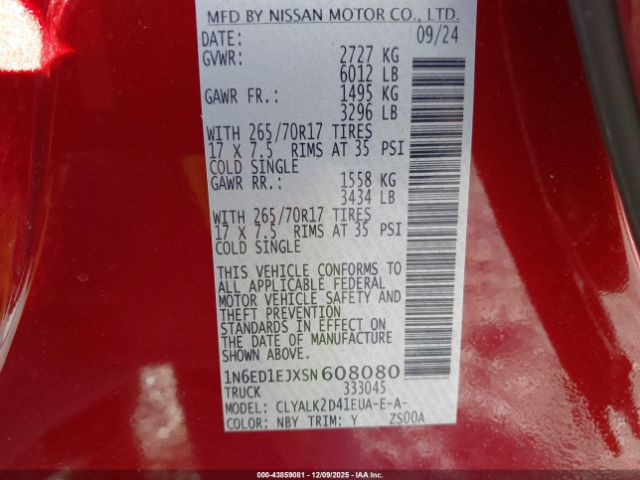 MFD BY NISSAN MOTOR CO., LTD.
DATE: 09/24
GVWR: 2727 KG
6012 LB
GAWR FR.: 1495 KG
3296 LB
WITH 265/70R17 TIRES
17 X 7.5 RIMS AT 35 PSI
COLD SINGLE
GAWR RR.: 1558 KG
3434 LB
WITH 265/70R17 TIRES
17 X 7.5 RIMS AT 35 PSI
COLD SINGLE
THIS VEHICLE CONFORMS TO
ALL APPLICABLE FEDERAL
MOTOR VEHICLE SAFETY AND
THEFT PREVENTION
STANDARDS IN EFFECT ON
THE DATE OF MANUFACTURE
SHOWN ABOVE.
1N6ED1EJXSN608080
TRUCK 333045
MODEL: CLYALK2D41EUA-E-A-
COLOR: NBY TRIM: Y ZS00A
000-43859081 - 12/09/2025 - IAAI.CA